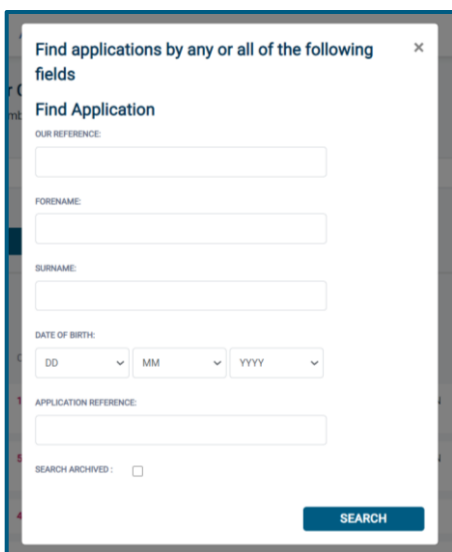 Find applications by any or all of the following ×
fields
Find Application
OUR REFERENCE:
FORENAME:
SURNAME:
DATE OF BIRTH:
DD MM YYYY
APPLICATION REFERENCE:
SEARCH ARCHIVED :
SEARCH